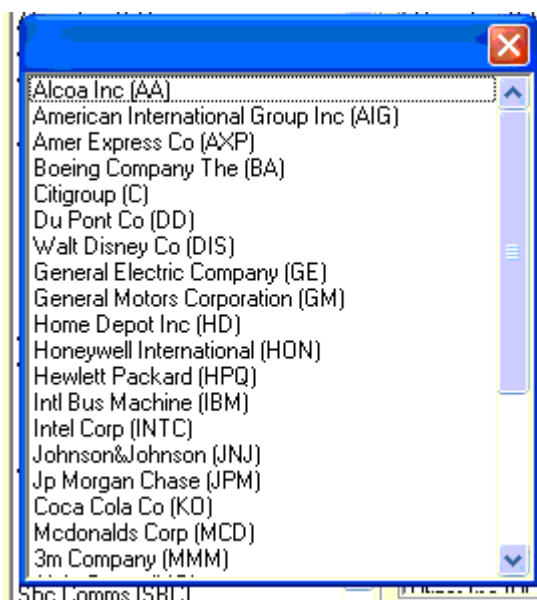 Alcoa Inc (AA)
American International Group Inc (AIG)
Amer Express Co (AXP)
Boeing Company The (BA)
Citigroup (C)
Du Pont Co (DD)
Walt Disney Co (DIS)
General Electric Company (GE)
General Motors Corporation (GM)
Home Depot Inc (HD)
Honeywell International (HON)
Hewlett Packard (HPQ)
Intl Bus Machine (IBM)
Intel Corp (INTC)
Johnson&Johnson (JNJ)
Jp Morgan Chase (JPM)
Coca Cola Co (KO)
Mcdonalds Corp (MCD)
3m Company (MMM)
Sbc Comms (SBC)